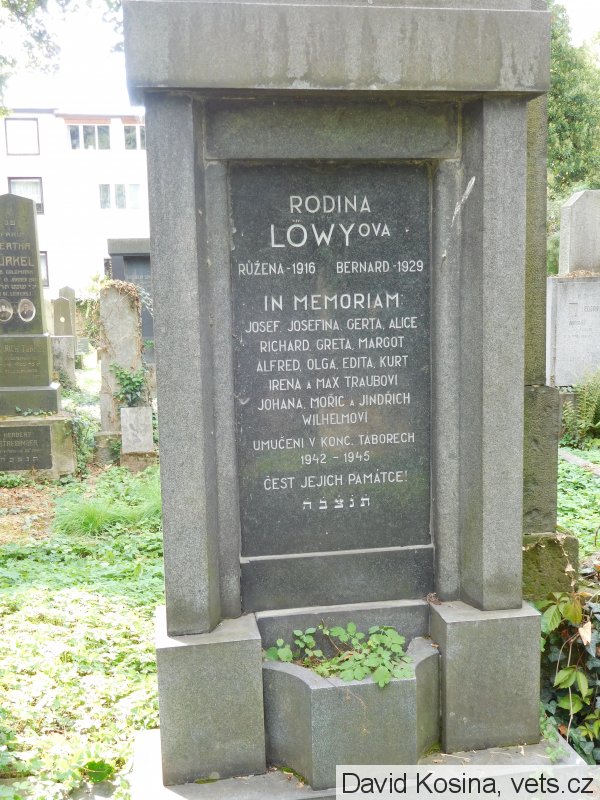 RODINA
LÖWYOVA
RŮŽENA-1916 BERNARD-1929
IN MEMORIAM:
JOSEF, JOSEFINA, GERTA, ALICE
RICHARD, GRETA, MARGOT
ALFRED, OLGA, EDITA, KURT
IRENA a MAX TRAUBOVI
JOHANA, MOŘIC a JINDŘICH
WILHELMOVI
UMUČENI V KONC. TÁBORECH
1942 - 1945
ČEST JEJICH PAMÁTCE!
תנצבה
David Kosina, vets.cz